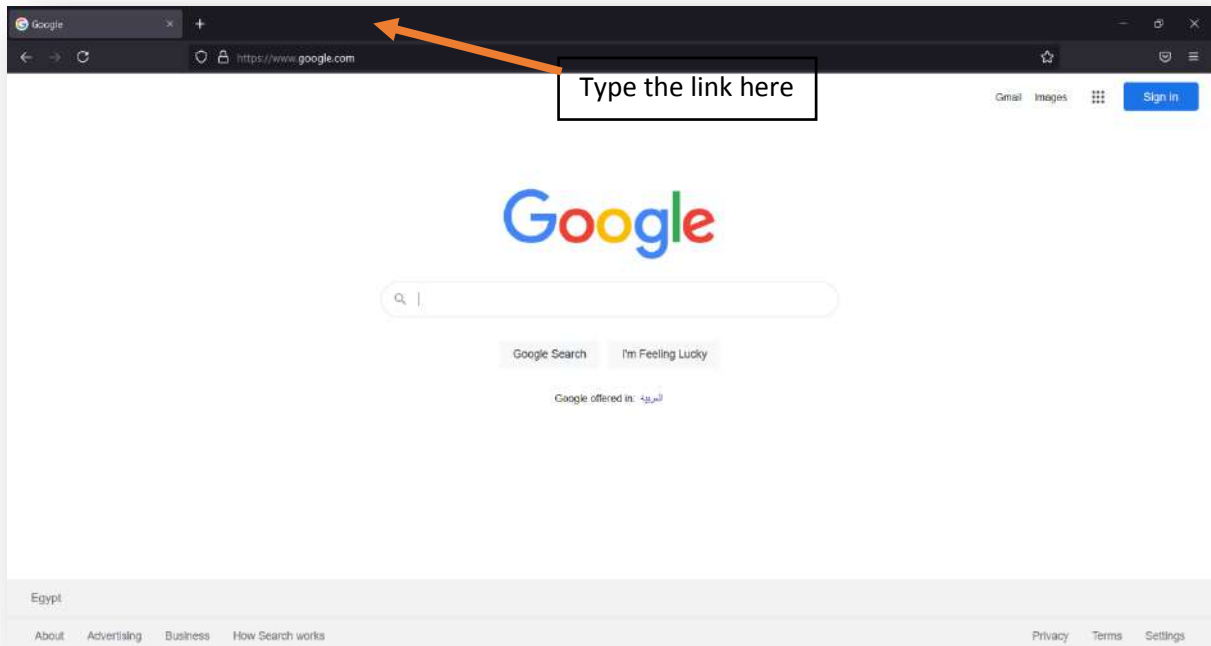 Google
https://www.google.com
Type the link here
Gmail Images Sign in
Google
Google Search I'm Feeling Lucky
Google offered in: العربية
Egypt
About Advertising Business How Search works Privacy Terms Settings